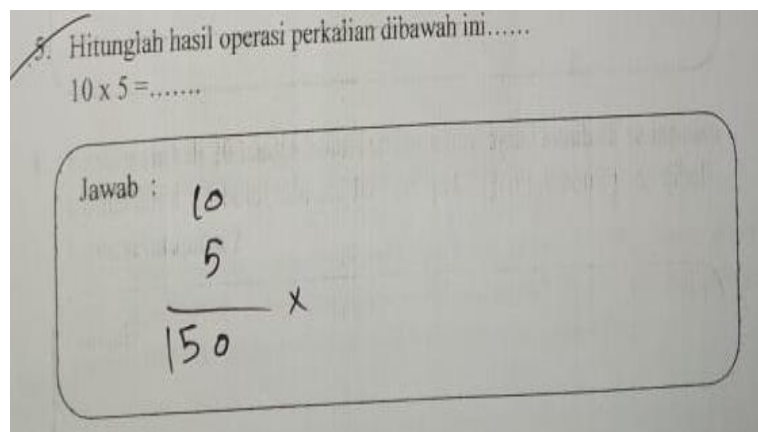 5. Hitunglah hasil operasi perkalian dibawah ini......
10 x 5 =.......
Jawab :
10
5
x
150